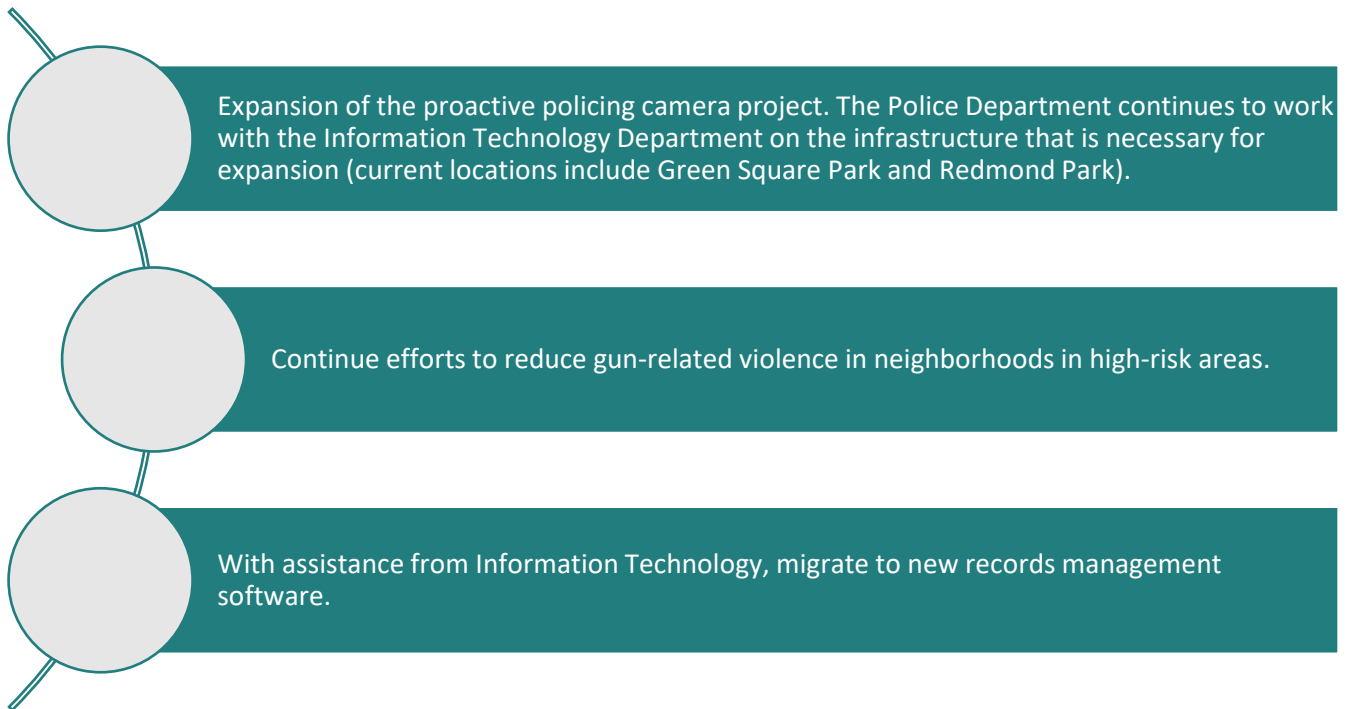 Expansion of the proactive policing camera project. The Police Department continues to work
with the Information Technology Department on the infrastructure that is necessary for
expansion (current locations include Green Square Park and Redmond Park).
Continue efforts to reduce gun-related violence in neighborhoods in high-risk areas.
With assistance from Information Technology, migrate to new records management
software.